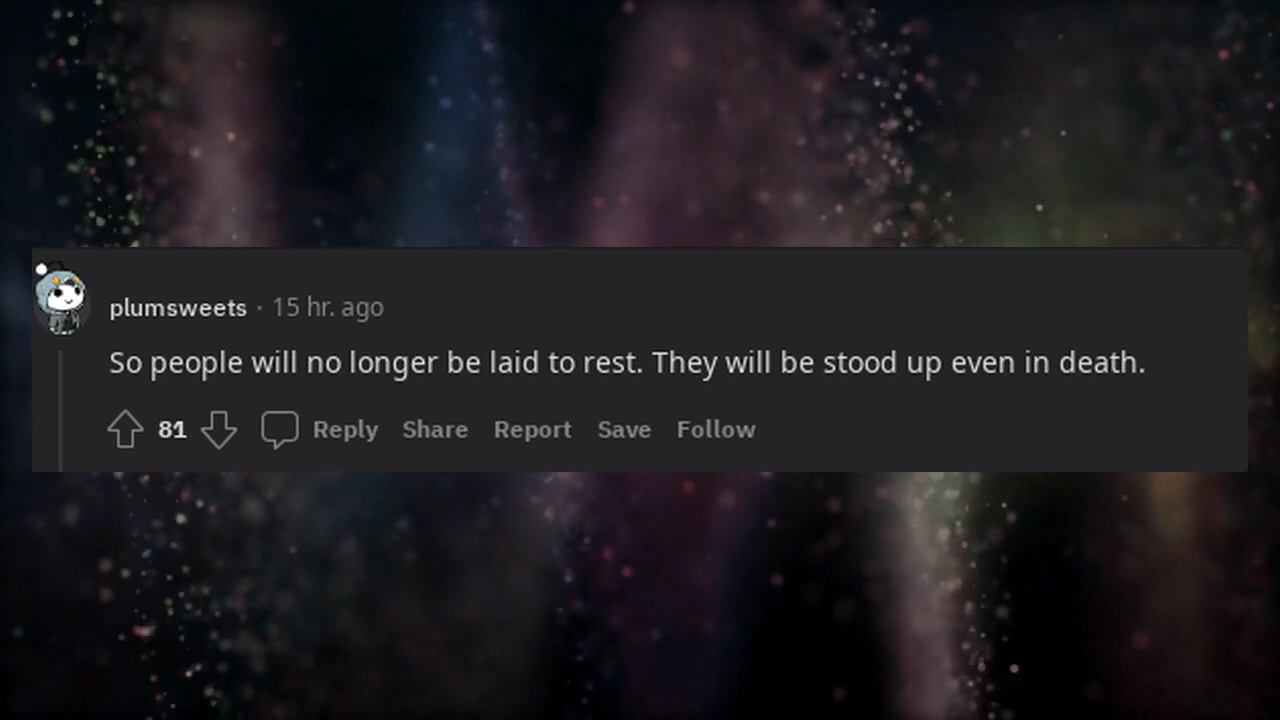 plumsweets · 15 hr. ago
So people will no longer be laid to rest. They will be stood up even in death.
81 Reply Share Report Save Follow